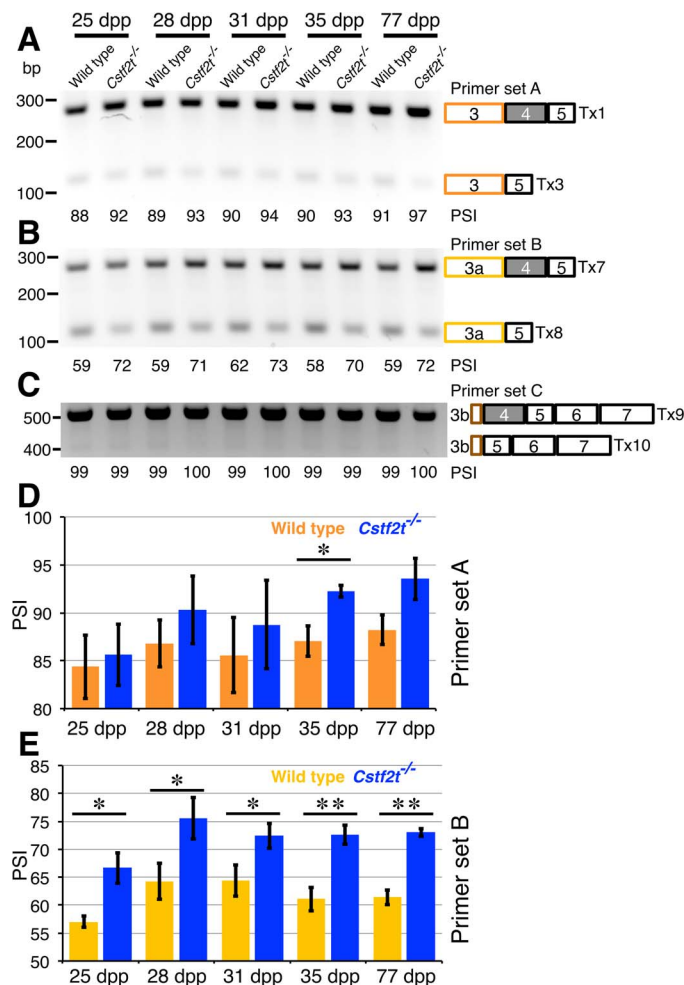 25 dpp 28 dpp 31 dpp 35 dpp 77 dpp
A
Wild type Cstf2t-/- Wild type Cstf2t-/- Wild type Cstf2t-/- Wild type Cstf2t-/- Wild type Cstf2t-/-
bp
Primer set A
300
3 4 5 Tx1
200
3 5 Tx3
100
88 92 89 93 90 94 90 93 91 97 PSI
B
Primer set B
300
3a 4 5 Tx7
200
3a 5 Tx8
100
59 72 59 71 62 73 58 70 59 72 PSI
C
Primer set C
500
3b 4 5 6 7 Tx9
400
3b 5 6 7 Tx10
99 99 99 100 99 100 99 99 99 100 PSI
D
100
Wild type Cstf2t-/-
*
95
90
85
80
PSI
Primer set A
25 dpp 28 dpp 31 dpp 35 dpp 77 dpp
E
85
Wild type Cstf2t-/-
80
* * * ** **
75
70
65
60
55
50
PSI
Primer set B
25 dpp 28 dpp 31 dpp 35 dpp 77 dpp